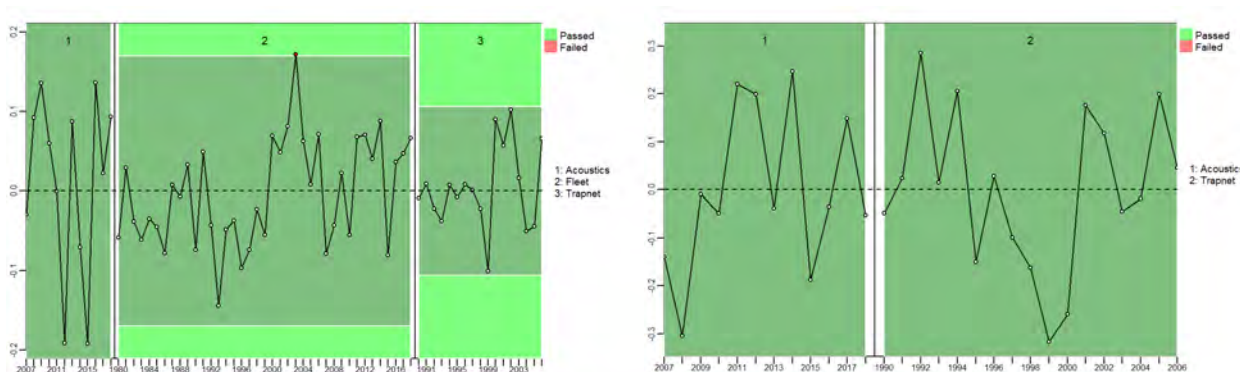 0.2
0.1
0.0
-0.1
-0.2
1
2
3
2007 2011 2015 1980 1984 1988 1992 1996 2000 2004 2008 2012 2016 1991 1995 1999 2003
Passed
Failed
1: Acoustics
2: Fleet
3: Trapnet
0.3
0.2
0.1
0.0
-0.1
-0.2
-0.3
1
2
2007 2009 2011 2013 2015 2017 1990 1992 1994 1996 1998 2000 2002 2004 2006
Passed
Failed
1: Acoustics
2: Trapnet